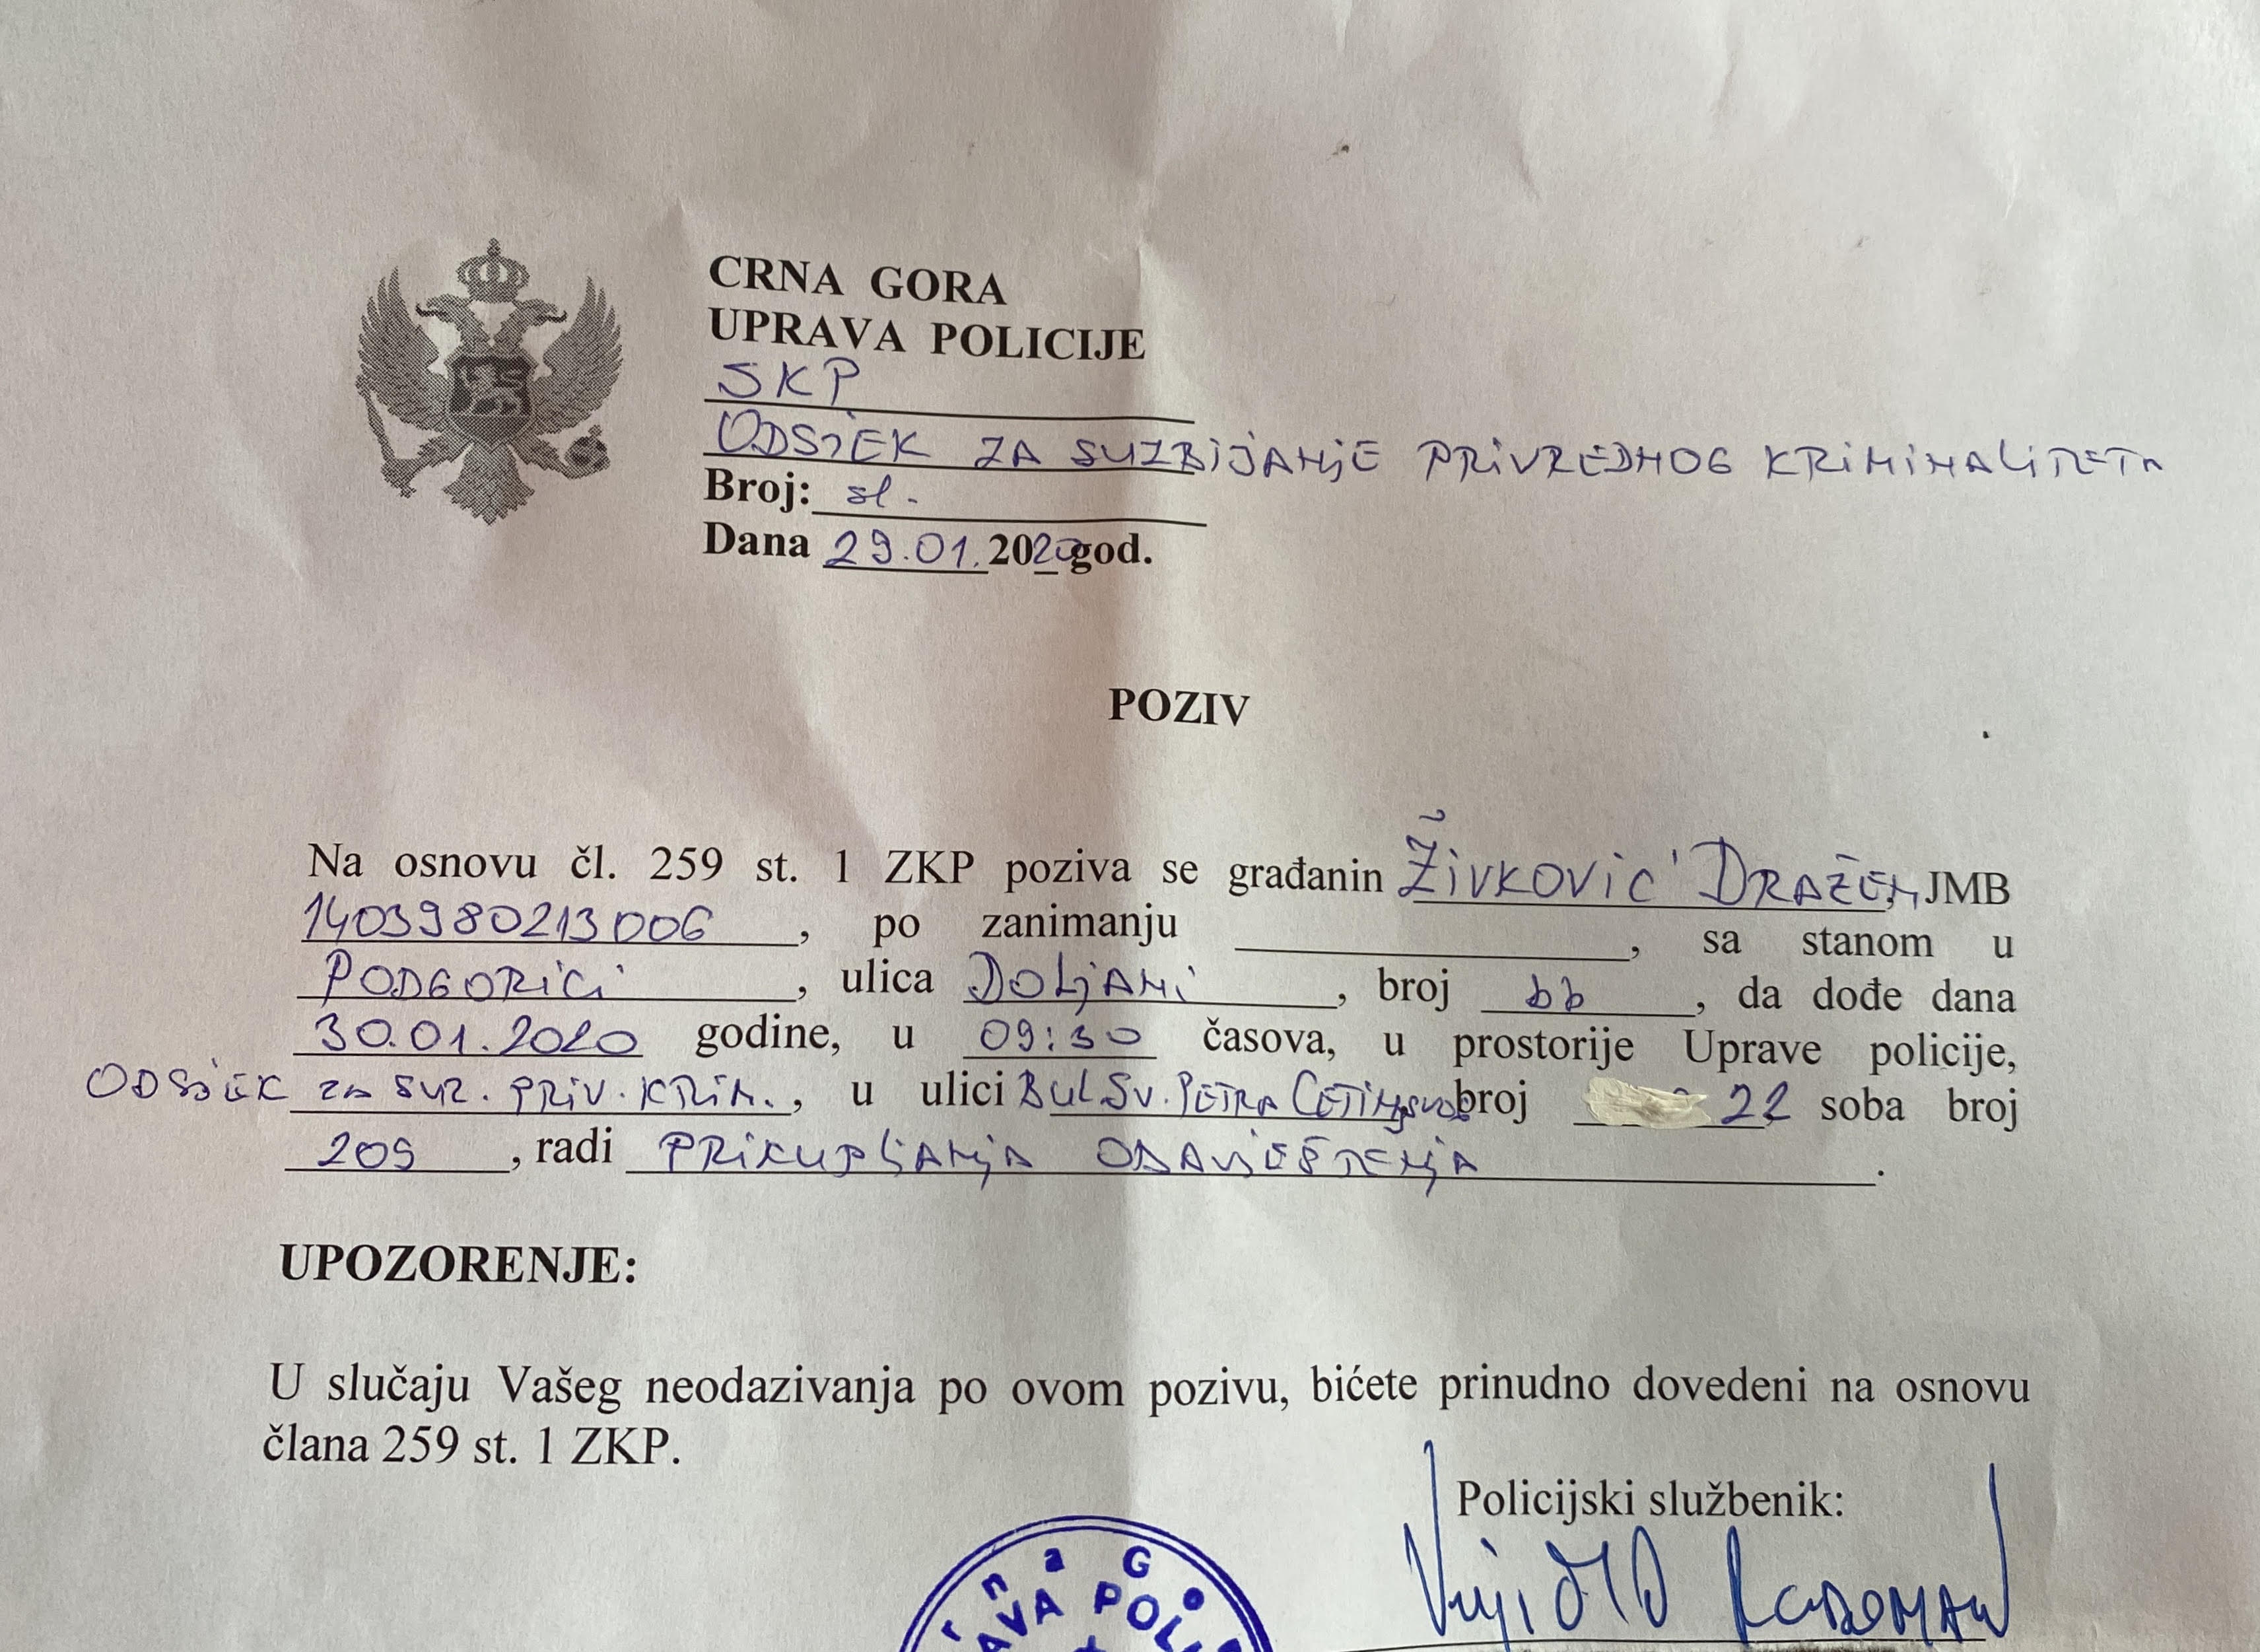 CRNA GORA
UPRAVA POLICIJE
SKP
ODSJEK ZA SUZBIJANJE PRIVREDNOG KRIMINALITETA
Broj: sl.
Dana 29.01.2020 god.
POZIV
Na osnovu čl. 259 st. 1 ZKP poziva se građanin ŽIVKOVIĆ DRAŽEN, JMB
1403980213006, po zanimanju , sa stanom u
PODGORICI, ulica DOLJANI, broj bb, da dođe dana
30.01.2020 godine, u 09:30 časova, u prostorije Uprave policije,
ODSJEK ZA SUZ. PRIV. KRIM., u ulici BUL SV. PETRA CETINJSKOG broj 22 soba broj
209, radi PRIKUPLJANJA OBAVJEŠTENJA.
UPOZORENJE:
U slučaju Vašeg neodazivanja po ovom pozivu, bićete prinudno dovedeni na osnovu
člana 259 st. 1 ZKP.
Policijski službenik: